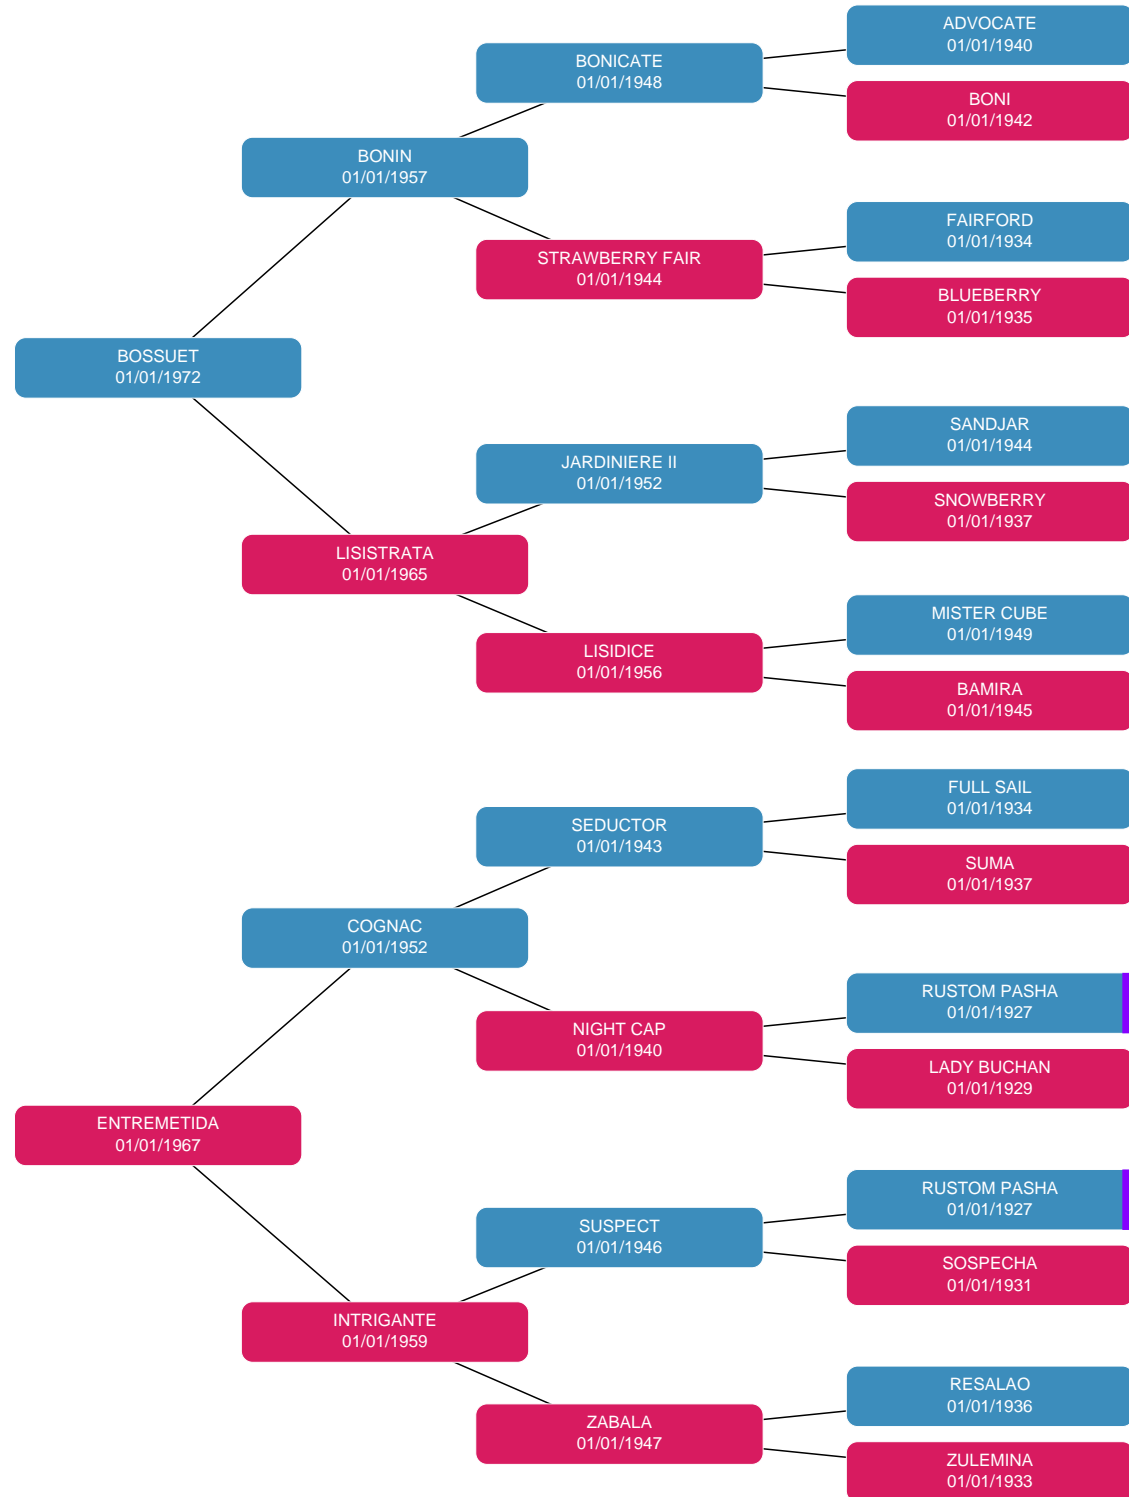 ADVOCATE
01/01/1940
BONICATE
01/01/1948
BONI
01/01/1942
BONIN
01/01/1957
FAIRFORD
01/01/1934
STRAWBERRY FAIR
01/01/1944
BLUEBERRY
01/01/1935
BOSSUET
01/01/1972
SANDJAR
01/01/1944
JARDINIERE II
01/01/1952
SNOWBERRY
01/01/1937
LISISTRATA
01/01/1965
MISTER CUBE
01/01/1949
LISIDICE
01/01/1956
BAMIRA
01/01/1945
FULL SAIL
01/01/1934
SEDUCTOR
01/01/1943
SUMA
01/01/1937
COGNAC
01/01/1952
RUSTOM PASHA
01/01/1927
NIGHT CAP
01/01/1940
LADY BUCHAN
01/01/1929
ENTREMETIDA
01/01/1967
RUSTOM PASHA
01/01/1927
SUSPECT
01/01/1946
SOSPECHA
01/01/1931
INTRIGANTE
01/01/1959
RESALAO
01/01/1936
ZABALA
01/01/1947
ZULEMINA
01/01/1933